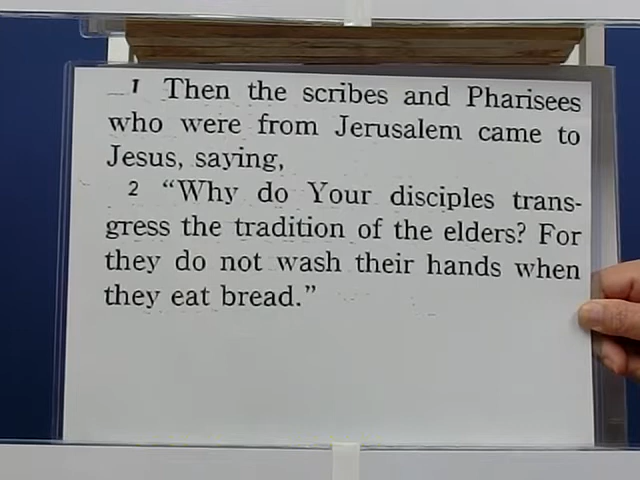 1 Then the scribes and Pharisees
who were from Jerusalem came to
Jesus, saying,
2 “Why do Your disciples trans-
gress the tradition of the elders? For
they do not wash their hands when
they eat bread.”